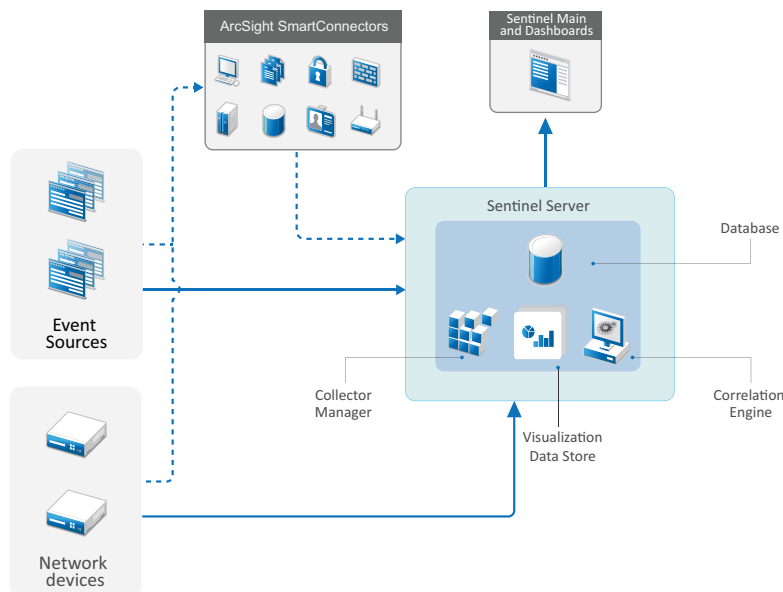 ArcSight SmartConnectors
Sentinel Main
and Dashboards
Sentinel Server
Database
Event
Sources
Collector
Manager
Correlation
Engine
Visualization
Data Store
Network
devices